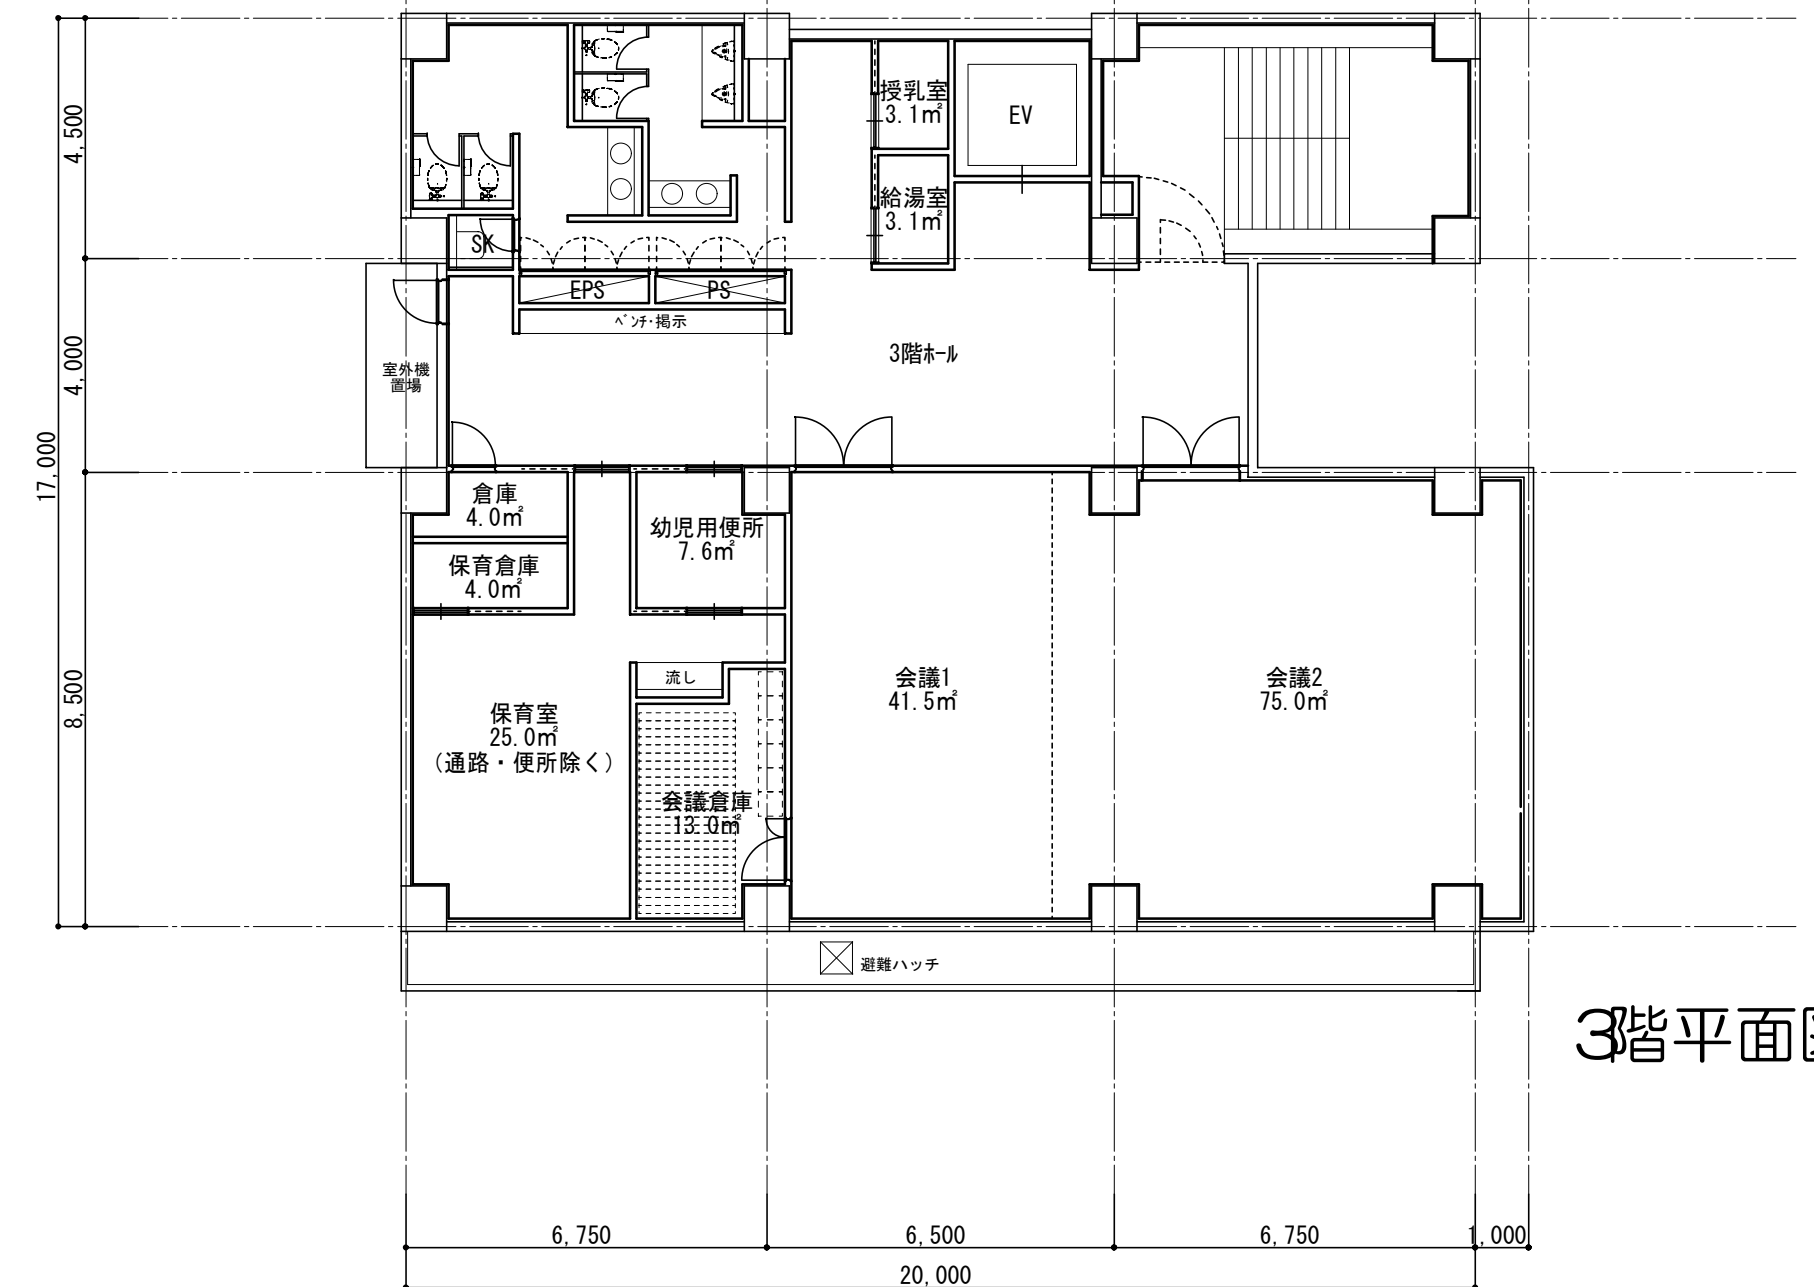 授乳室
3.1㎡
EV
4,500
給湯室
3.1㎡
SK
EPS
PS
ﾍﾞﾝﾁ・掲示
3階ﾎｰﾙ
室外機
置場
4,000
17,000
倉庫
4.0㎡
幼児用便所
7.6㎡
保育倉庫
4.0㎡
流し
会議1
41.5㎡
会議2
75.0㎡
8,500
保育室
25.0㎡
(通路・便所除く)
会議倉庫
13.0㎡
避難ハッチ
3階平面
6,750
6,500
6,750
1,000
20,000